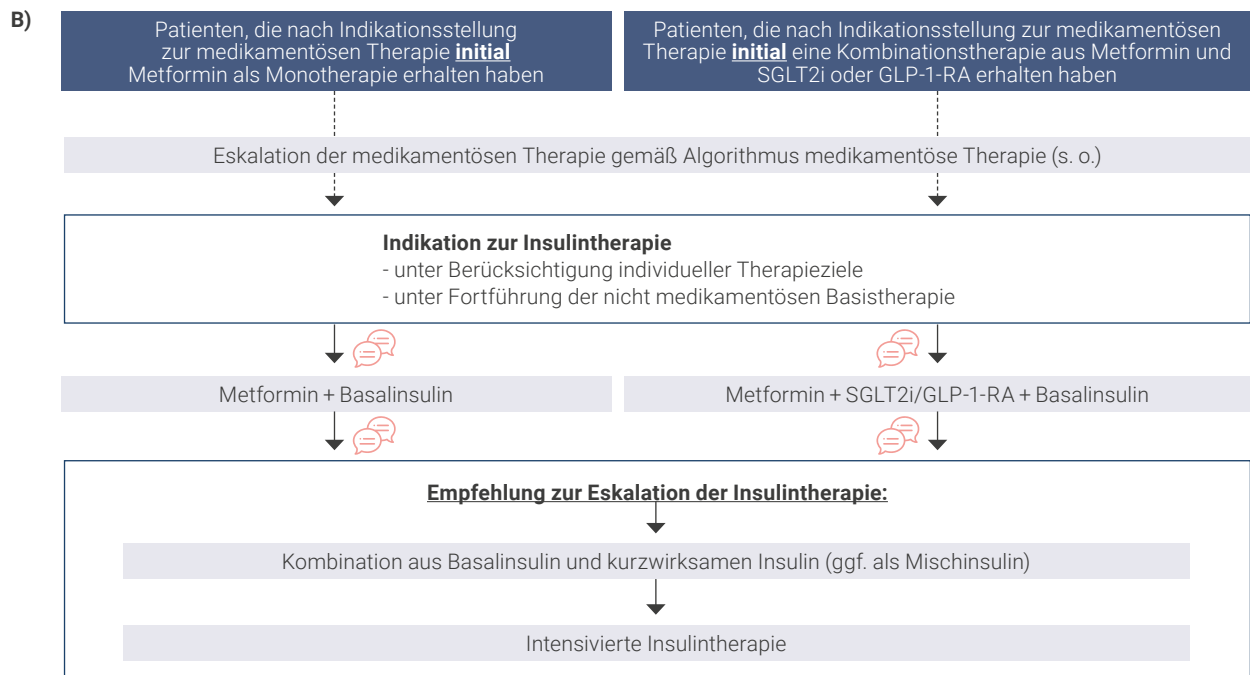 B)
Patienten, die nach Indikationsstellung
zur medikamentösen Therapie initial
Metformin als Monotherapie erhalten haben
Patienten, die nach Indikationsstellung zur medikamentösen
Therapie initial eine Kombinationstherapie aus Metformin und
SGLT2i oder GLP-1-RA erhalten haben
Eskalation der medikamentösen Therapie gemäß Algorithmus medikamentöse Therapie (s. o.)
Indikation zur Insulintherapie
- unter Berücksichtigung individueller Therapieziele
- unter Fortführung der nicht medikamentösen Basistherapie
Metformin + Basalinsulin
Metformin + SGLT2i/GLP-1-RA + Basalinsulin
Empfehlung zur Eskalation der Insulintherapie:
Kombination aus Basalinsulin und kurzwirksamen Insulin (ggf. als Mischinsulin)
Intensivierte Insulintherapie